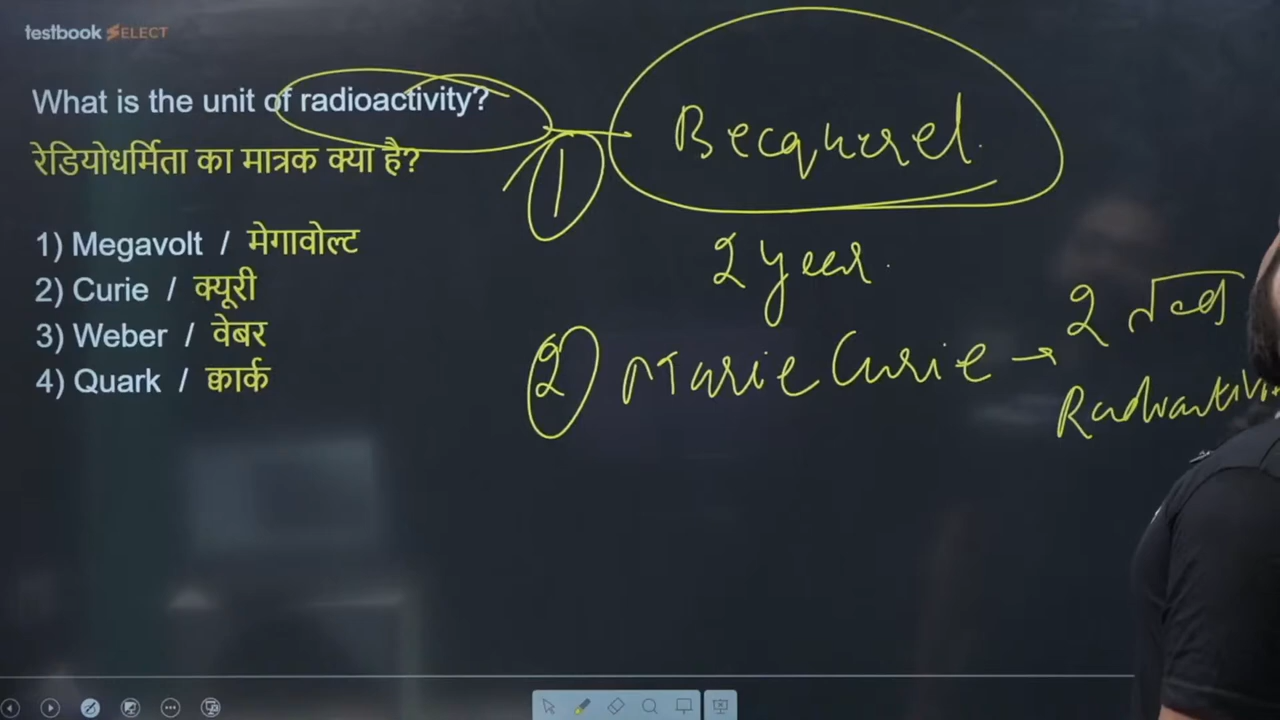 testbook SELECT
What is the unit of radioactivity?
रेडियोधर्मिता का मात्रक क्या है?
1) Megavolt / मेगावोल्ट
2) Curie / क्यूरी
3) Weber / वेबर
4) Quark / क्वार्क
1 Becquerel
2 year
2 Marie Curie → 2